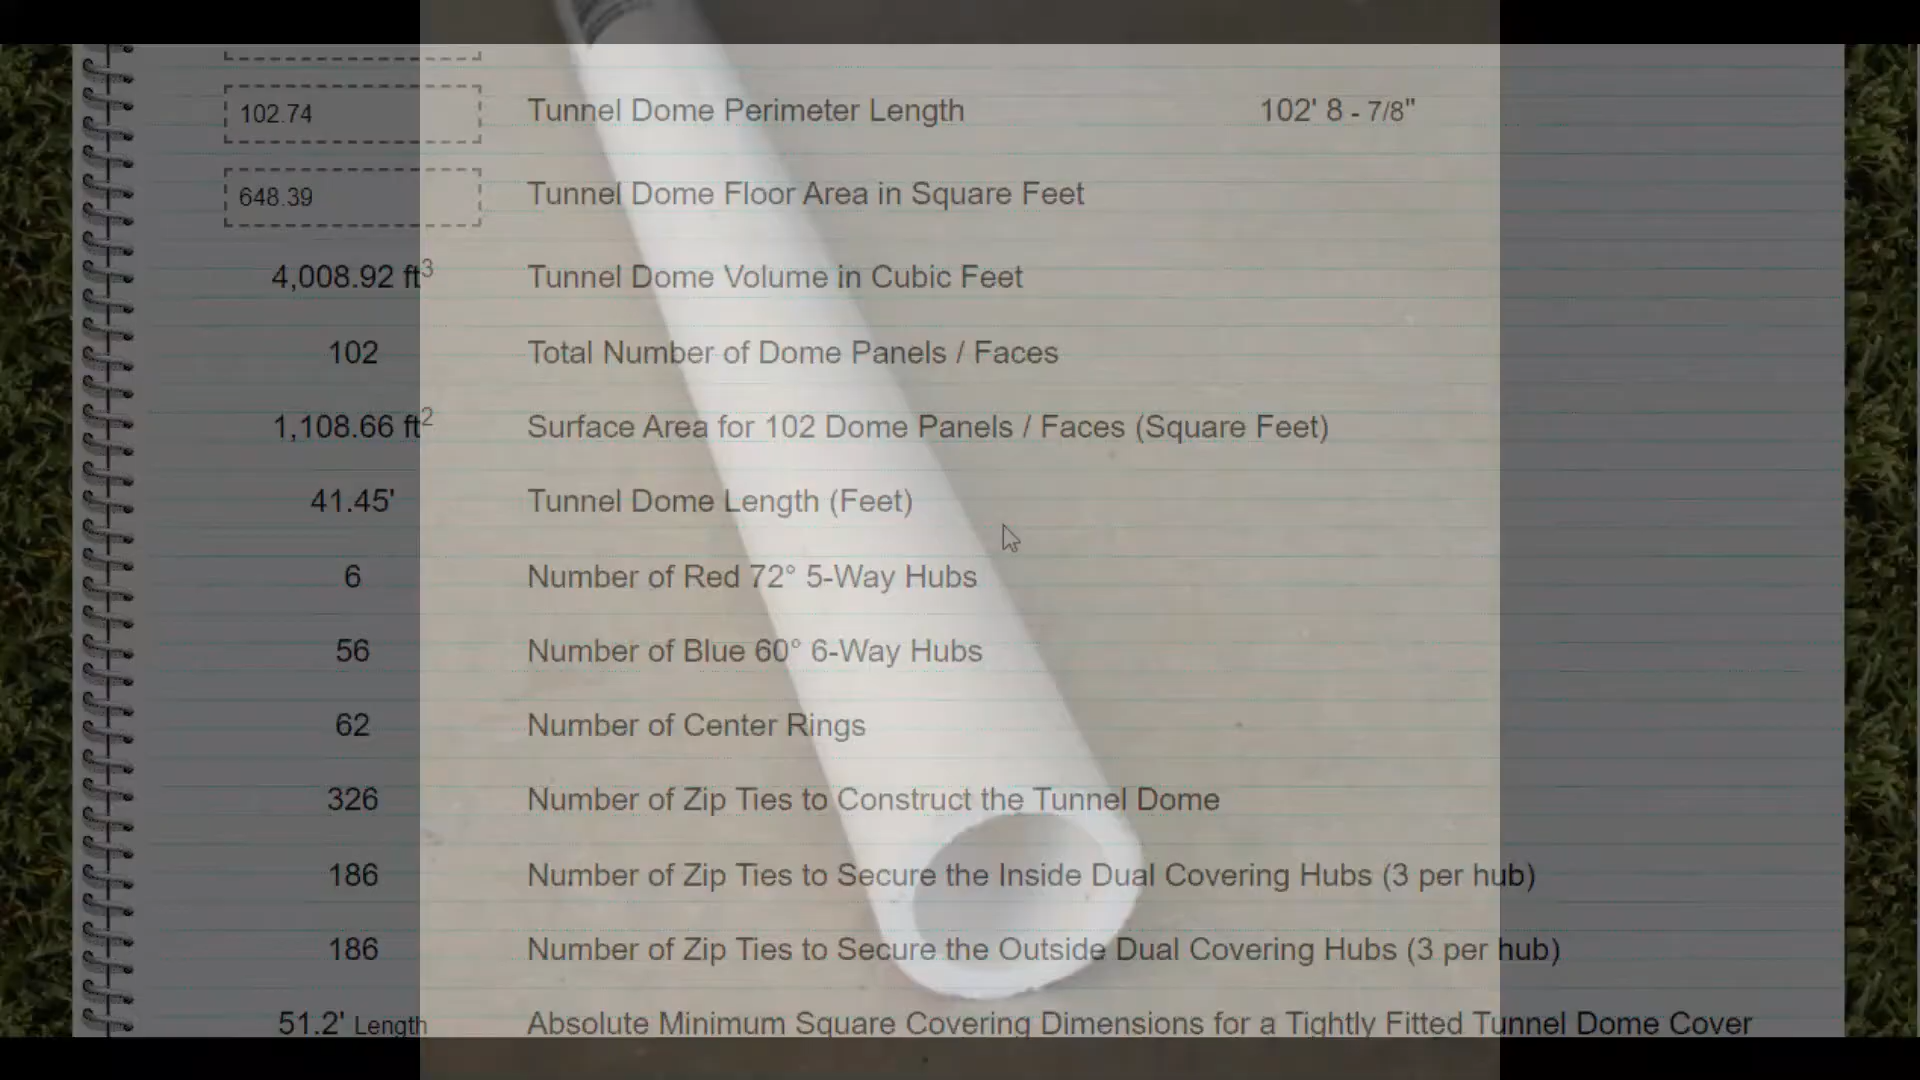 102.74 Tunnel Dome Perimeter Length 102' 8 - 7/8"
648.39 Tunnel Dome Floor Area in Square Feet
4,008.92 ft3 Tunnel Dome Volume in Cubic Feet
102 Total Number of Dome Panels / Faces
1,108.66 ft2 Surface Area for 102 Dome Panels / Faces (Square Feet)
41.45' Tunnel Dome Length (Feet)
6 Number of Red 72° 5-Way Hubs
56 Number of Blue 60° 6-Way Hubs
62 Number of Center Rings
326 Number of Zip Ties to Construct the Tunnel Dome
186 Number of Zip Ties to Secure the Inside Dual Covering Hubs (3 per hub)
186 Number of Zip Ties to Secure the Outside Dual Covering Hubs (3 per hub)
51.2' Length Absolute Minimum Square Covering Dimensions for a Tightly Fitted Tunnel Dome Cover